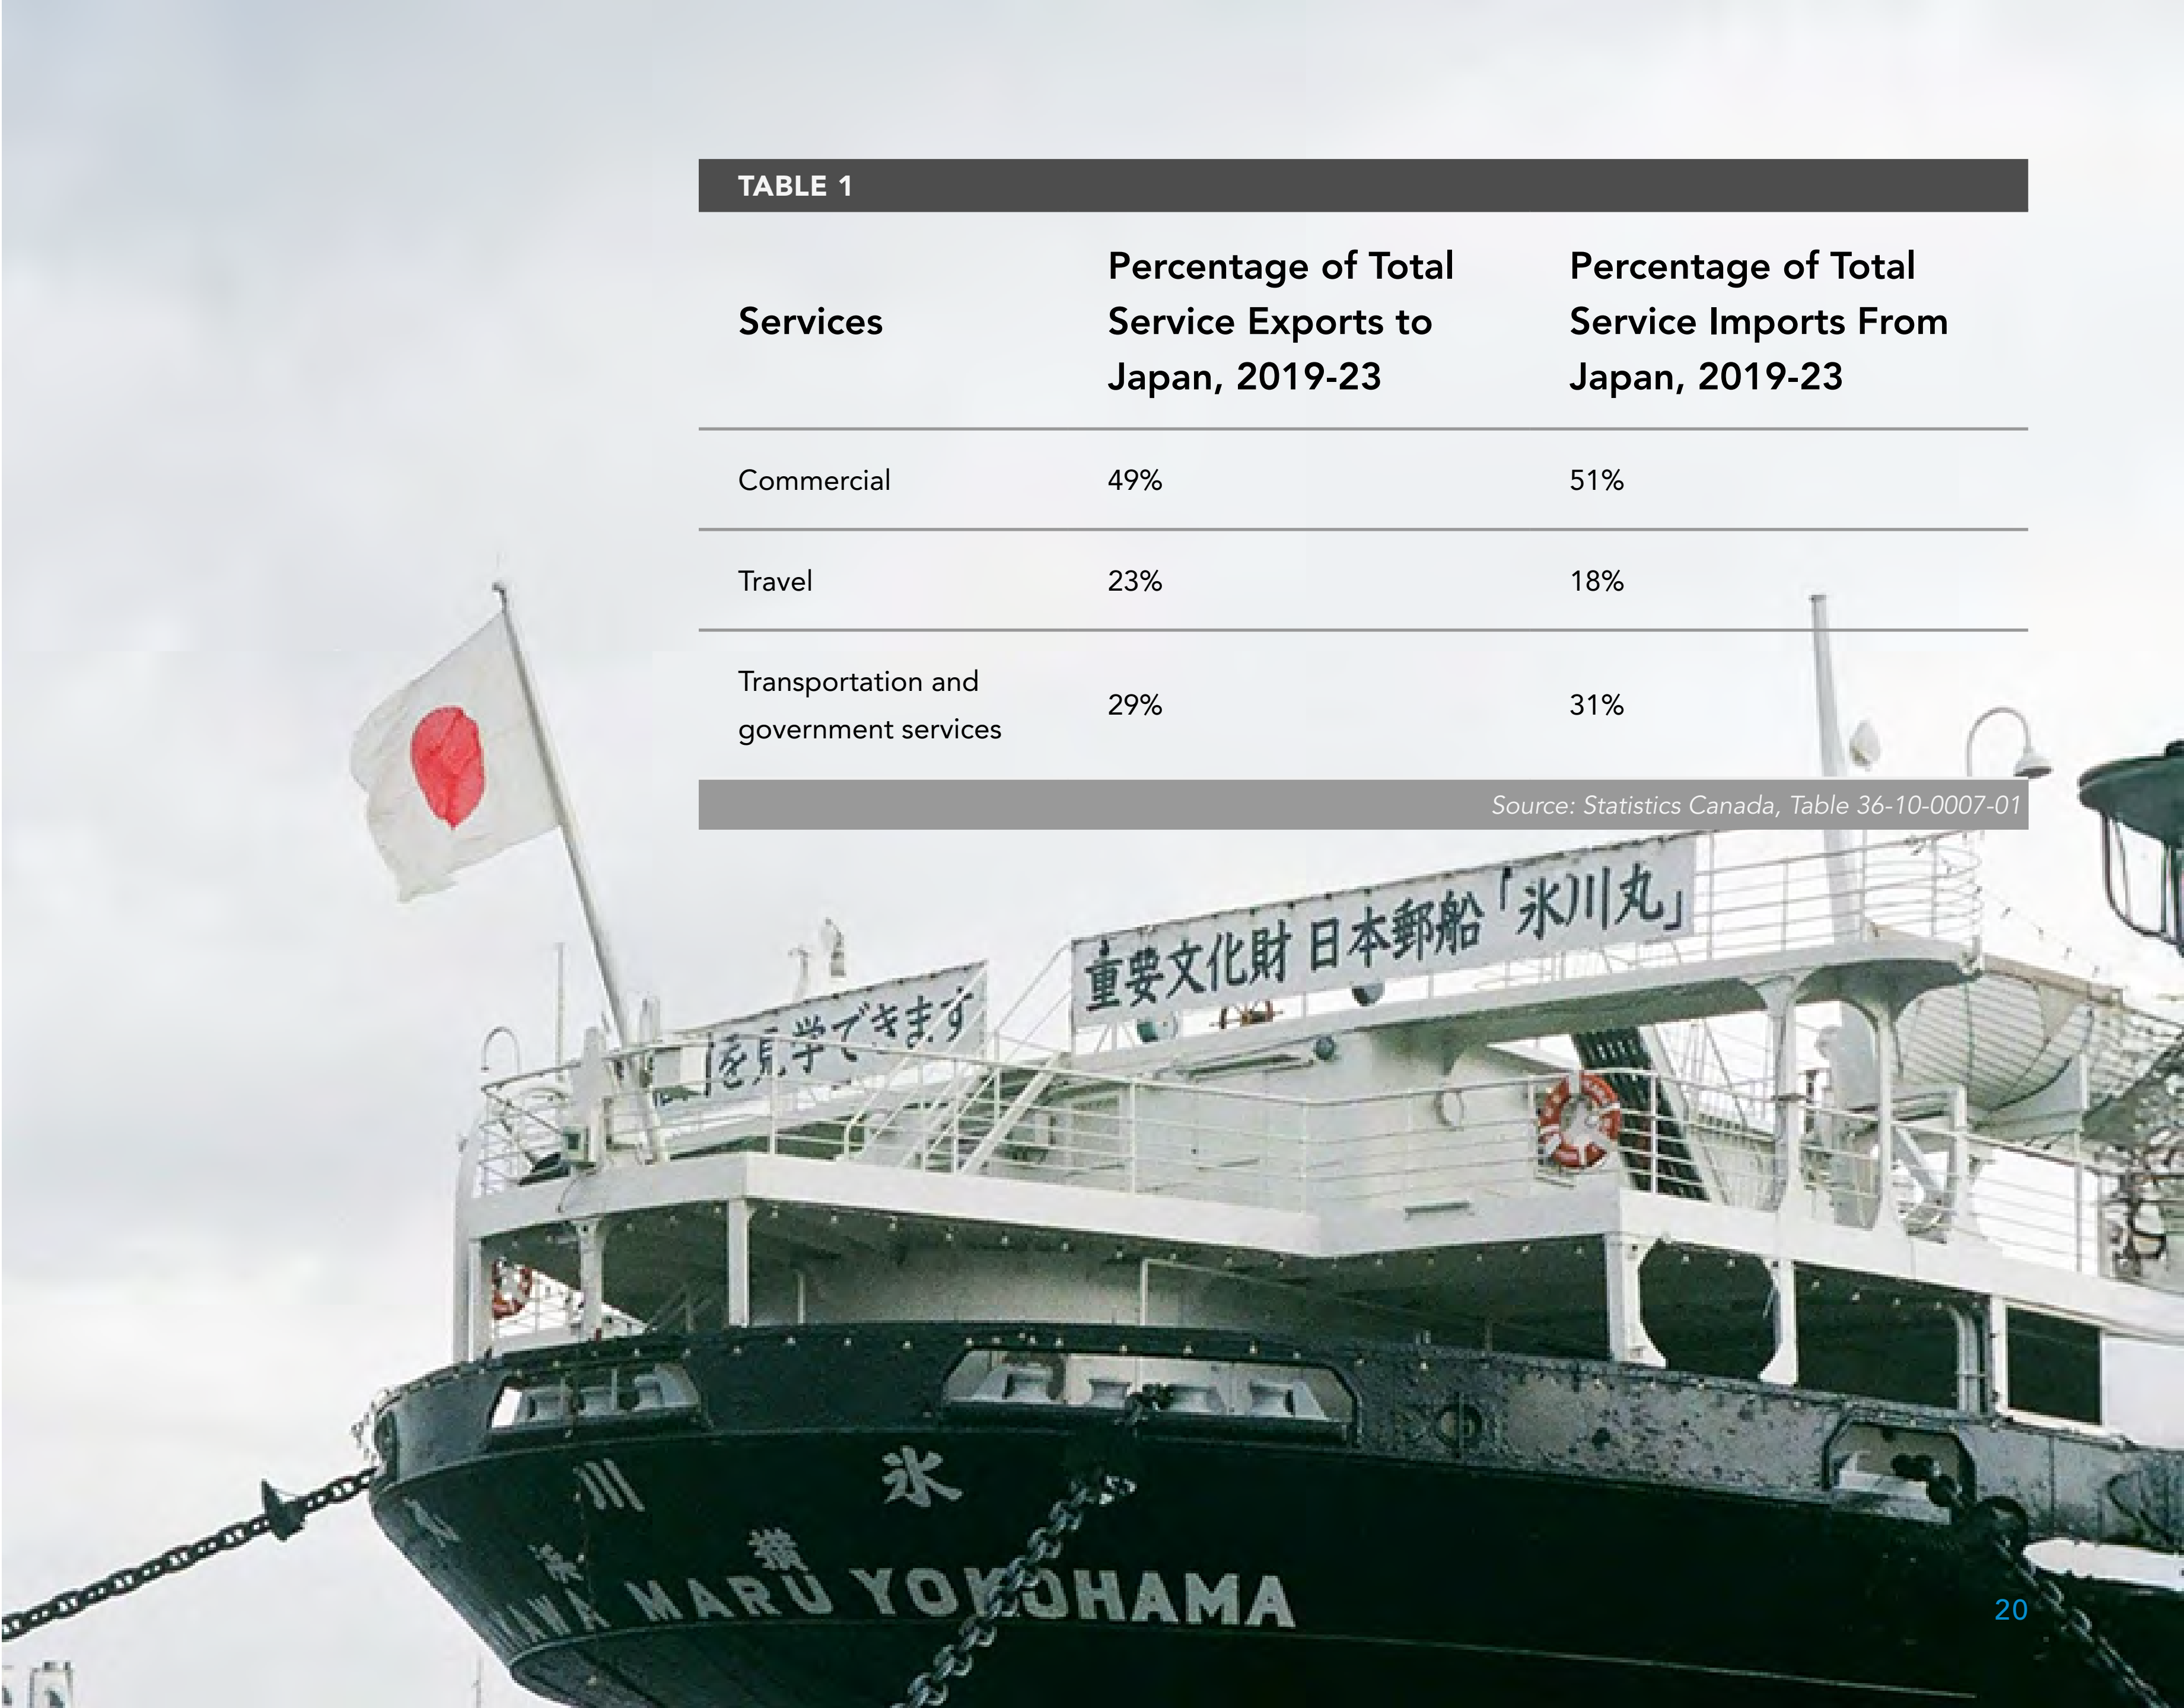 TABLE 1
Services
Percentage of Total
Service Exports to
Japan, 2019-23
Percentage of Total
Service Imports From
Japan, 2019-23
Commercial 49% 51%
Travel 23% 18%
Transportation and
government services
29% 31%
Source: Statistics Canada, Table 36-10-0007-01
重要文化財 日本郵船「氷川丸」
を見学できます
川 氷
浜 横
MARU YOKOHAMA
20